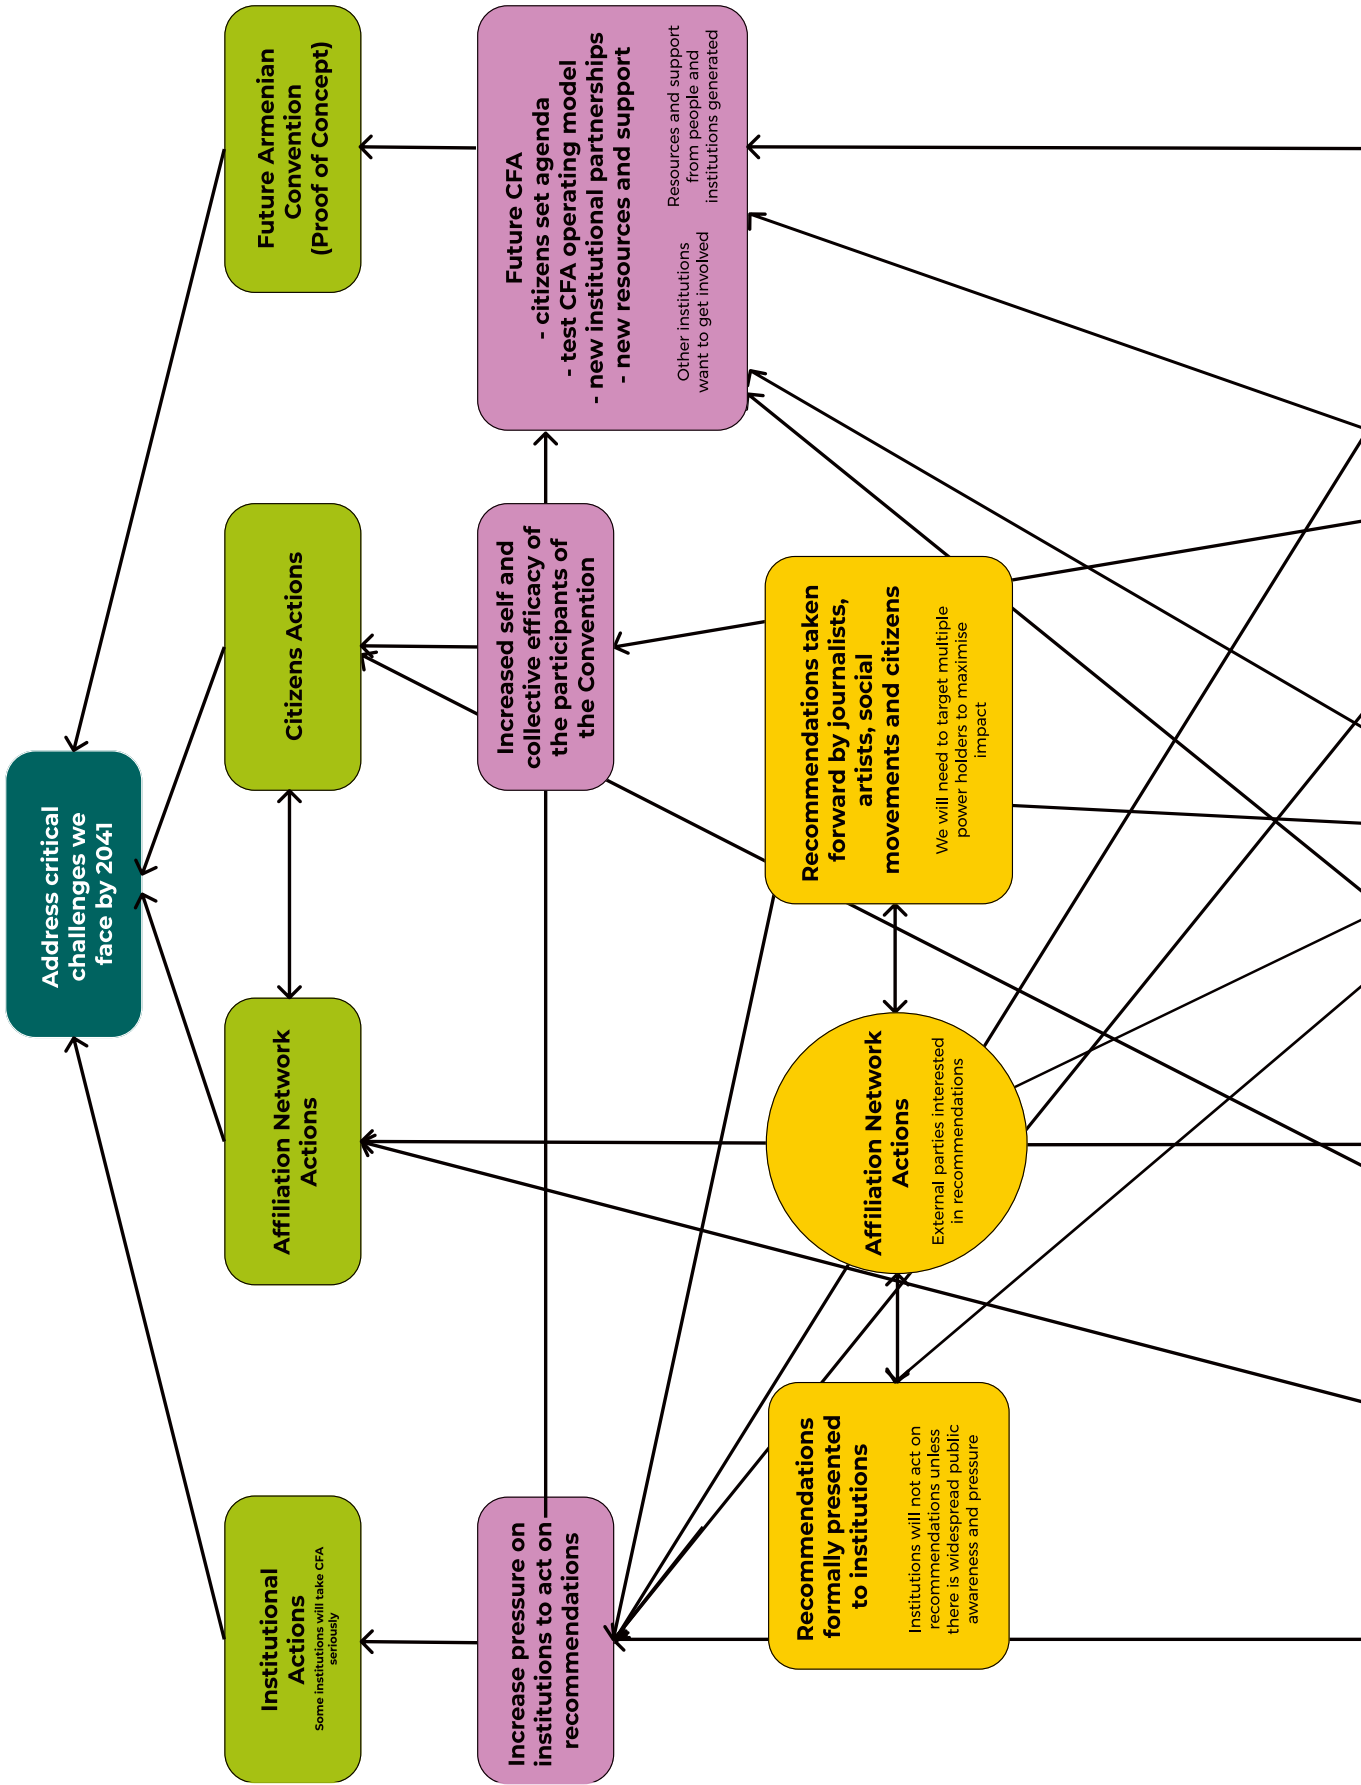 Address critical
challenges we
face by 2041
Institutional
Actions
Some institutions will take CFA
seriously
Affiliation Network
Actions
Citizens Actions
Future Armenian
Convention
(Proof of Concept)
Increase pressure on
institutions to act on
recommendations
Increased self and
collective efficacy of
the participants of
the Convention
Future CFA
- citizens set agenda
- test CFA operating model
- new institutional partnerships
- new resources and support
Other institutions
want to get involved
Resources and support
from people and
institutions generated
Recommendations
formally presented
to institutions
Institutions will not act on
recommendations unless
there is widespread public
awareness and pressure
Affiliation Network
Actions
External parties interested
in recommendations
Recommendations taken
forward by journalists,
artists, social
movements and citizens
We will need to target multiple
power holders to maximise
impact